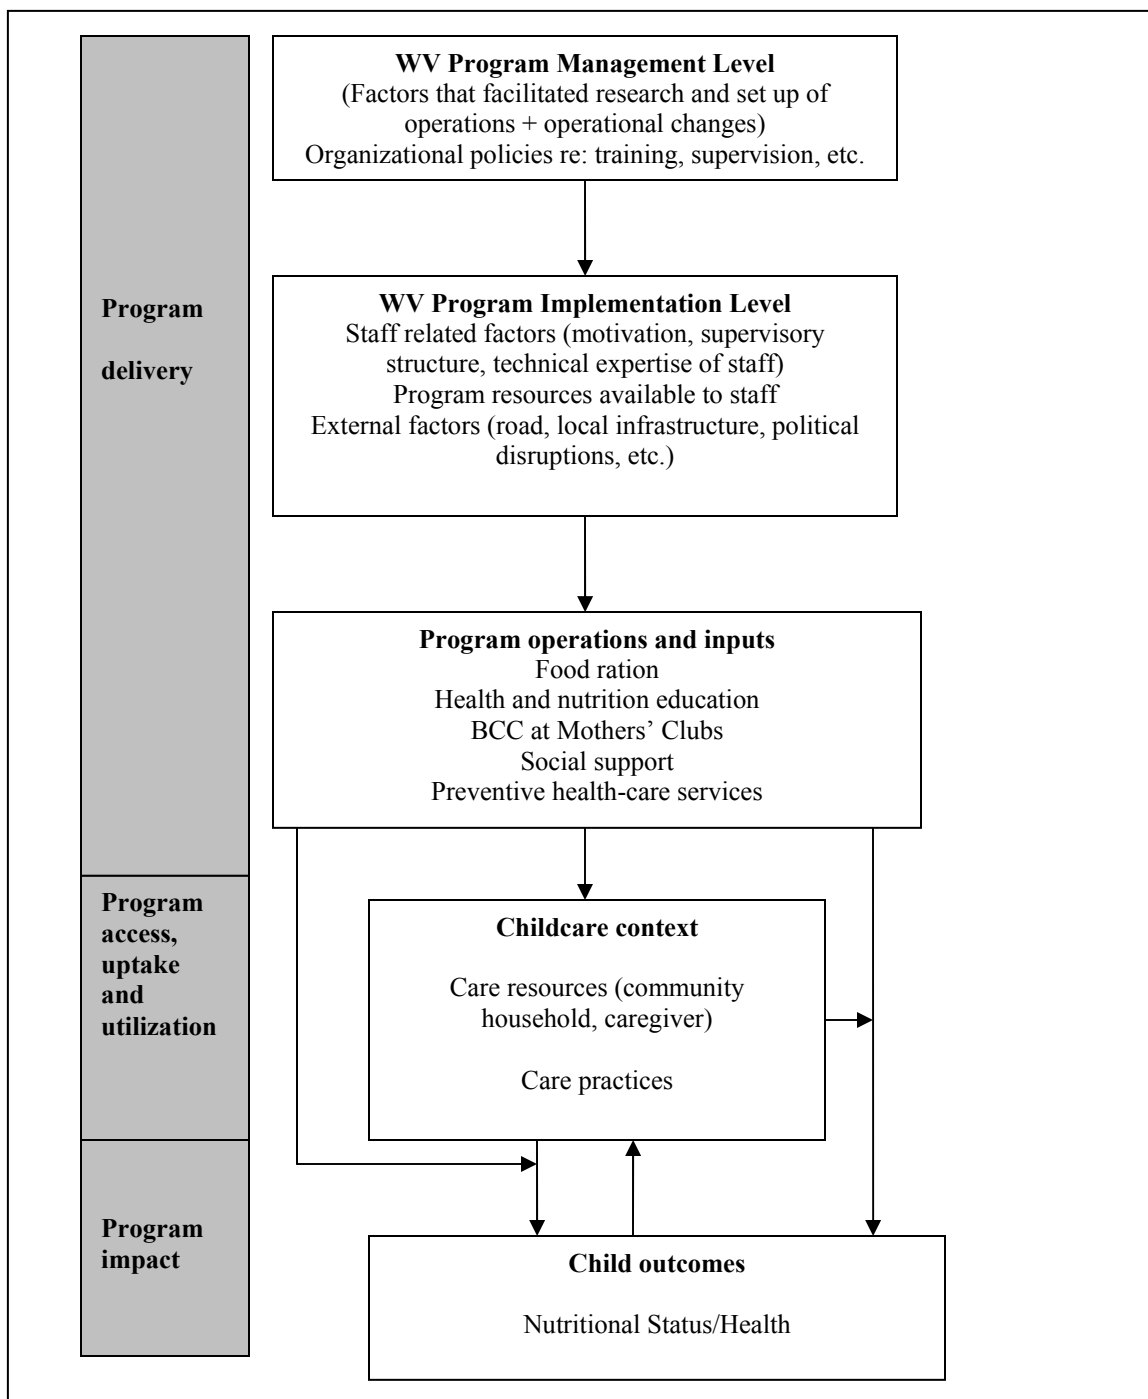 WV Program Management Level
(Factors that facilitated research and set up of
operations + operational changes)
Organizational policies re: training, supervision, etc.
Program
delivery
WV Program Implementation Level
Staff related factors (motivation, supervisory
structure, technical expertise of staff)
Program resources available to staff
External factors (road, local infrastructure, political
disruptions, etc.)
Program operations and inputs
Food ration
Health and nutrition education
BCC at Mothers’ Clubs
Social support
Preventive health-care services
Program
access,
uptake
and
utilization
Childcare context
Care resources (community
household, caregiver)
Care practices
Program
impact
Child outcomes
Nutritional Status/Health